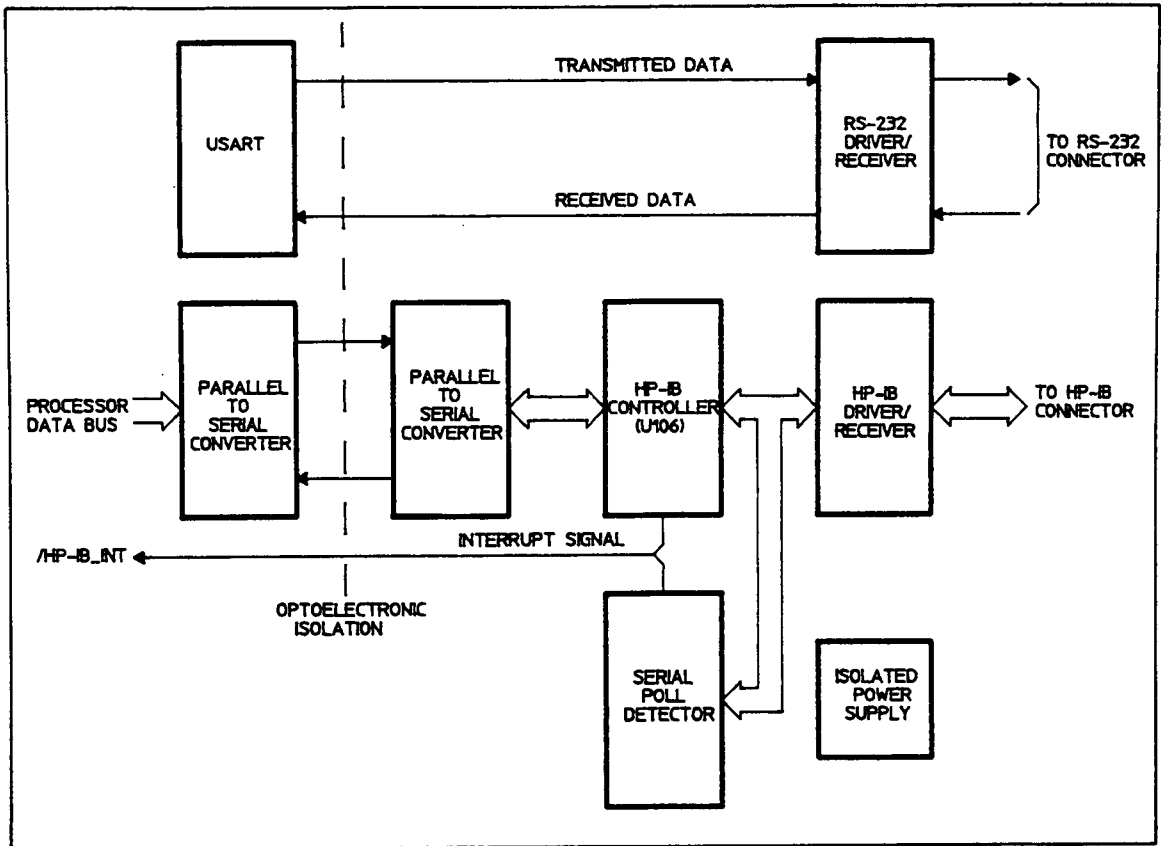 TRANSMITTED DATA
USART
RS-232
DRIVER/
RECEIVER
TO RS-232
CONNECTOR
RECEIVED DATA
PROCESSOR
DATA BUS
PARALLEL
TO
SERIAL
CONVERTER
PARALLEL
TO
SERIAL
CONVERTER
HP-IB
CONTROLLER
(U106)
HP-IB
DRIVER/
RECEIVER
TO HP-IB
CONNECTOR
INTERRUPT SIGNAL
/HP-IB_INT
OPTOELECTRONIC
ISOLATION
SERIAL
POLL
DETECTOR
ISOLATED
POWER
SUPPLY